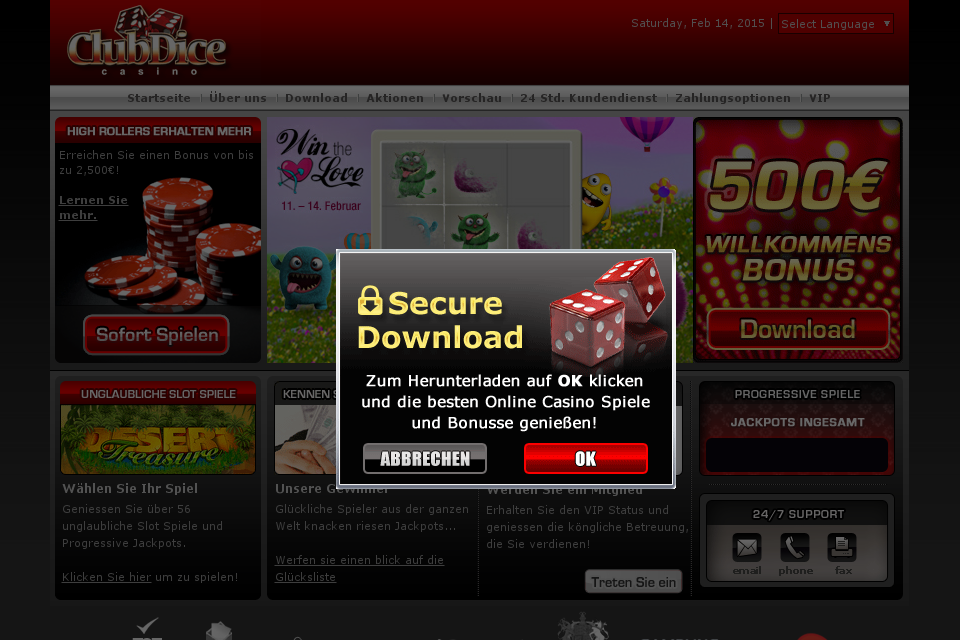 ClubDice
casino
Saturday, Feb 14, 2015 | Select Language ▼
Startseite | Über uns | Download | Aktionen | Vorschau | 24 Std. Kundendienst | Zahlungsoptionen | VIP
HIGH ROLLERS ERHALTEN MEHR
Erreichen Sie einen Bonus von bis
zu 2,500€!
Lernen Sie
mehr.
Sofort Spielen
Win the
Love
11. – 14. Februar
500€
WILLKOMMENS
BONUS
Download
Secure
Download
Zum Herunterladen auf OK klicken
und die besten Online Casino Spiele
und Bonusse genießen!
ABBRECHEN
OK
UNGLAUBLICHE SLOT SPIELE
DESERT
Treasure
Wählen Sie Ihr Spiel
Geniessen Sie über 56
unglaubliche Slot Spiele und
Progressive Jackpots.
Klicken Sie hier um zu spielen!
KENNEN
Unsere Gewinner
Glückliche Spieler aus der ganzen
Welt knacken riesen Jackpots...
Werfen sie einen blick auf die
Glücksliste
Werden Sie ein Mitglied
Erhalten Sie den VIP Status und
geniessen die köngliche Betreuung,
die Sie verdienen!
Treten Sie ein
PROGRESSIVE SPIELE
JACKPOTS INGESAMT
24/7 SUPPORT
email
phone
fax